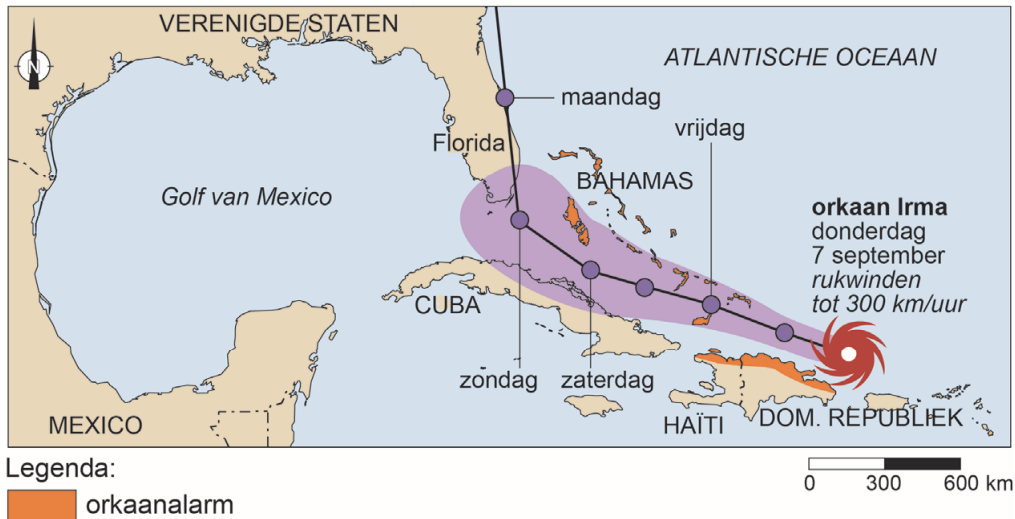 VERENIGDE STATEN
ATLANTISCHE OCEAAN
N
maandag
vrijdag
Florida
BAHAMAS
Golf van Mexico
orkaan Irma
donderdag
7 september
rukwinden
tot 300 km/uur
CUBA
zondag
zaterdag
MEXICO
HAÏTI
DOM. REPUBLIEK
Legenda:
orkaanalarm
0 300 600 km